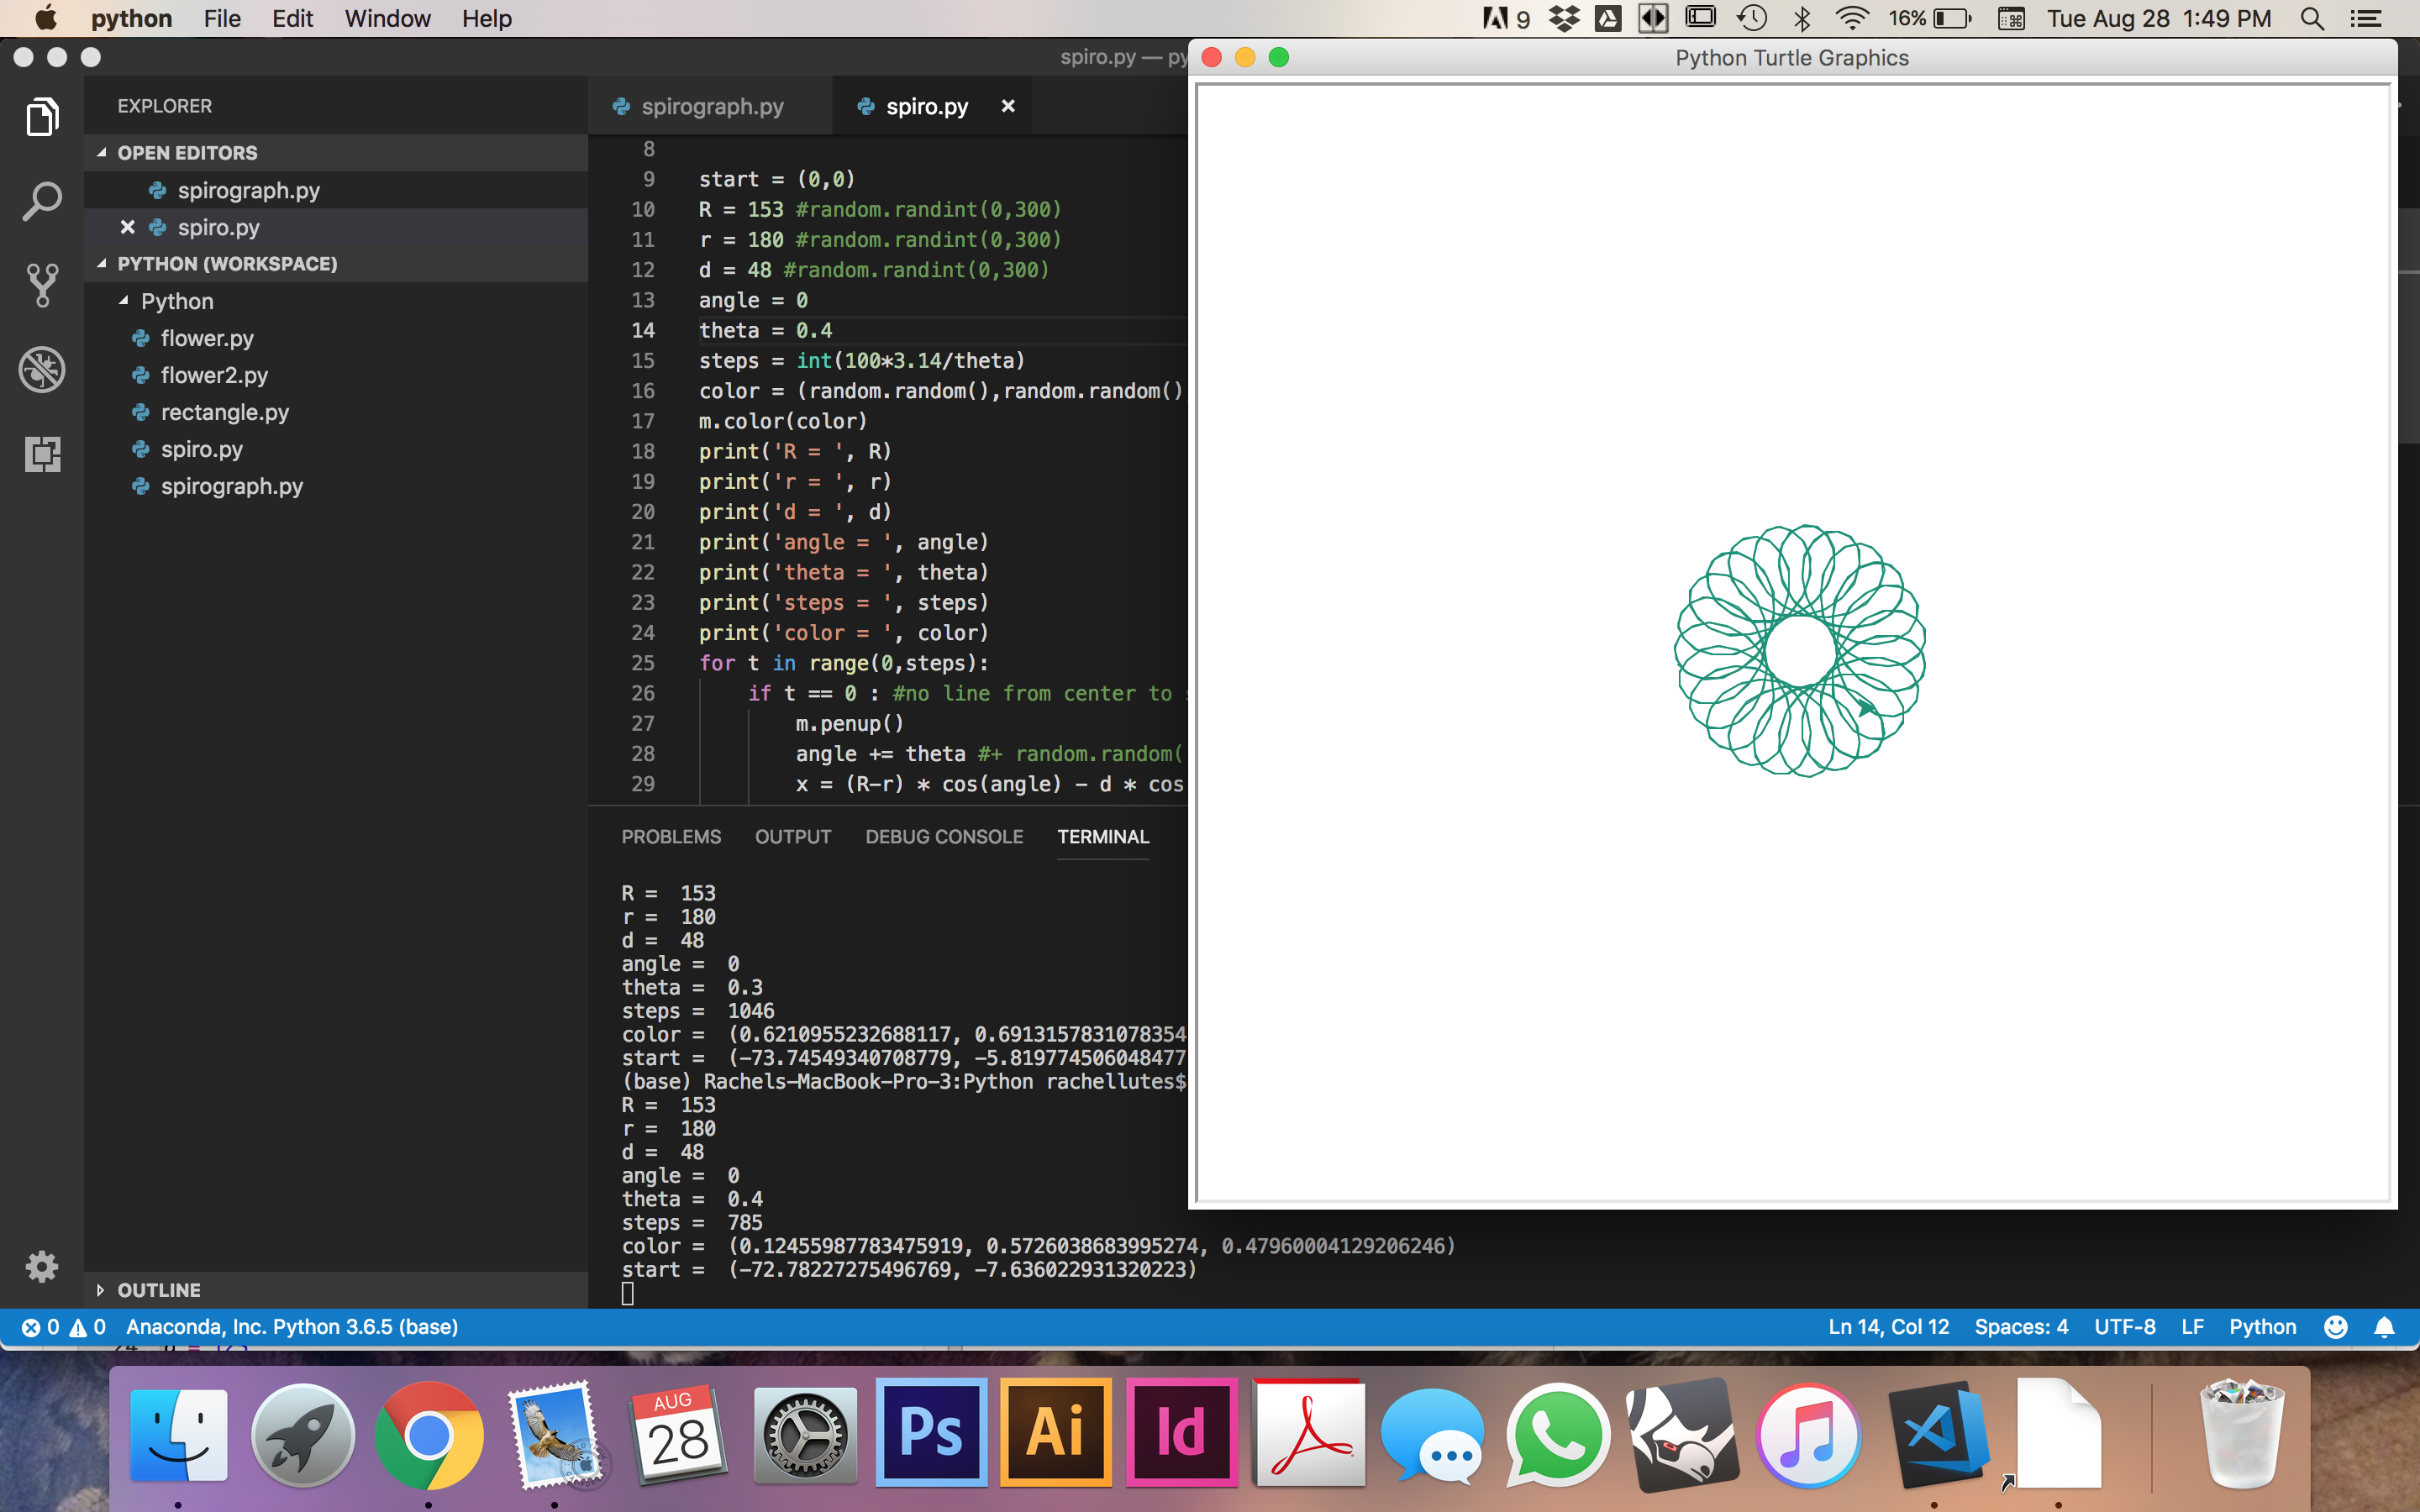 python File Edit Window Help
9 16% Tue Aug 28 1:49 PM
spiro.py — py
Python Turtle Graphics
EXPLORER
OPEN EDITORS
spirograph.py
spiro.py
PYTHON (WORKSPACE)
Python
flower.py
flower2.py
rectangle.py
spiro.py
spirograph.py
OUTLINE
spirograph.py spiro.py
8
9 start = (0,0)
10 R = 153 #random.randint(0,300)
11 r = 180 #random.randint(0,300)
12 d = 48 #random.randint(0,300)
13 angle = 0
14 theta = 0.4
15 steps = int(100*3.14/theta)
16 color = (random.random(),random.random()
17 m.color(color)
18 print('R = ', R)
19 print('r = ', r)
20 print('d = ', d)
21 print('angle = ', angle)
22 print('theta = ', theta)
23 print('steps = ', steps)
24 print('color = ', color)
25 for t in range(0,steps):
26 if t == 0 : #no line from center to
27 m.penup()
28 angle += theta #+ random.random(
29 x = (R-r) * cos(angle) - d * cos
PROBLEMS OUTPUT DEBUG CONSOLE TERMINAL
R = 153
r = 180
d = 48
angle = 0
theta = 0.3
steps = 1046
color = (0.6210955232688117, 0.6913157831078354
start = (-73.74549340708779, -5.819774506048477
(base) Rachels-MacBook-Pro-3:Python rachellutes$
R = 153
r = 180
d = 48
angle = 0
theta = 0.4
steps = 785
color = (0.12455987783475919, 0.5726038683995274, 0.47960004129206246)
start = (-72.78227275496769, -7.636022931320223)
0 0 Anaconda, Inc. Python 3.6.5 (base) Ln 14, Col 12 Spaces: 4 UTF-8 LF Python
AUG
28
Ps
Ai
Id